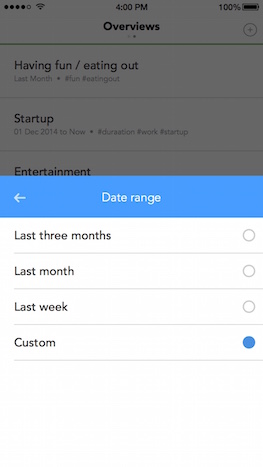 4:00 PM 100%
Overviews
Having fun / eating out
Last Month • #fun #eatingout
Startup
01 Dec 2014 to Now • #duraation #work #startup
Entertainment
Date range
Last three months
Last month
Last week
Custom